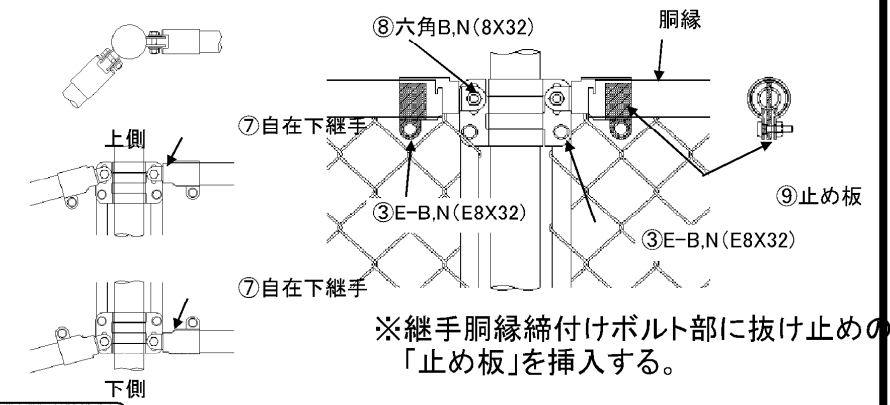 ⑧六角B,N(8X32)
胴縁
⑦自在下継手
上側
⑨止め板
③E-B,N(E8X32)
③E-B,N(E8X32)
⑦自在下継手
※継手胴縁締付けボルト部に抜け止めの
「止め板」を挿入する。
下側